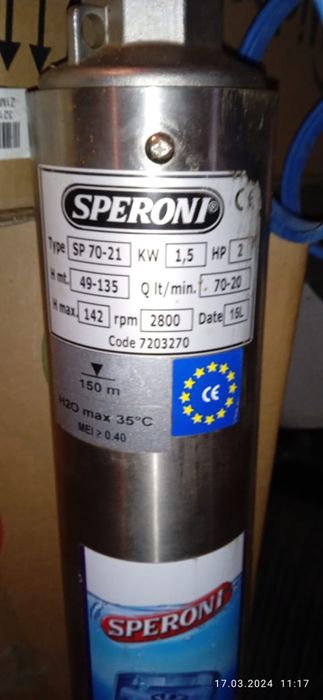 SPERONI®
CE
Type SP 70-21 KW 1,5 HP 2
H mt. 49-135 Q lt/min. 70-20
H max. 142 rpm 2800 Date 16L
Code 7203270
150 m
H2O max 35°C
MEI ≥ 0.40
CE
SPERONI
17.03.2024 11:17